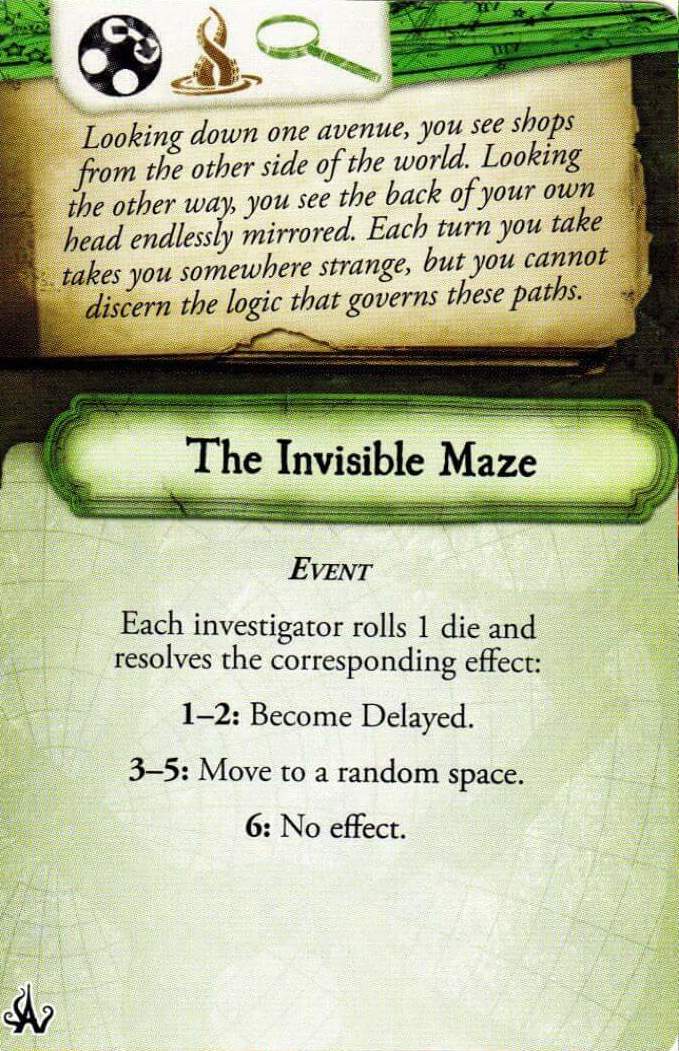 Looking down one avenue, you see shops
from the other side of the world. Looking
the other way, you see the back of your own
head endlessly mirrored. Each turn you take
takes you somewhere strange, but you cannot
discern the logic that governs these paths.
The Invisible Maze
EVENT
Each investigator rolls 1 die and
resolves the corresponding effect:
1–2: Become Delayed.
3–5: Move to a random space.
6: No effect.